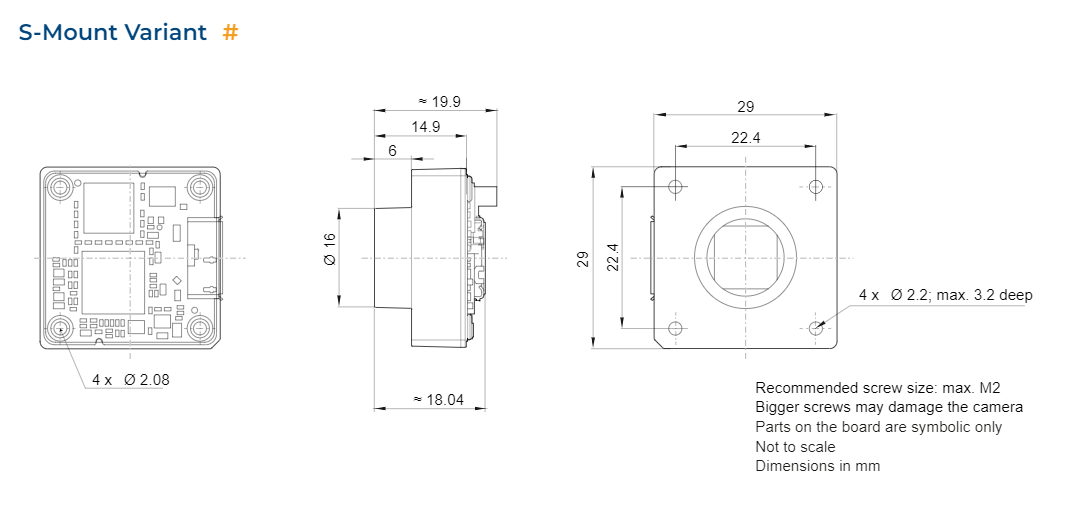 S-Mount Variant #
≈ 19.9
14.9
6
Ø 16
≈ 18.04
4 x Ø 2.08
29
22.4
29
22.4
4 x Ø 2.2; max. 3.2 deep
Recommended screw size: max. M2
Bigger screws may damage the camera
Parts on the board are symbolic only
Not to scale
Dimensions in mm